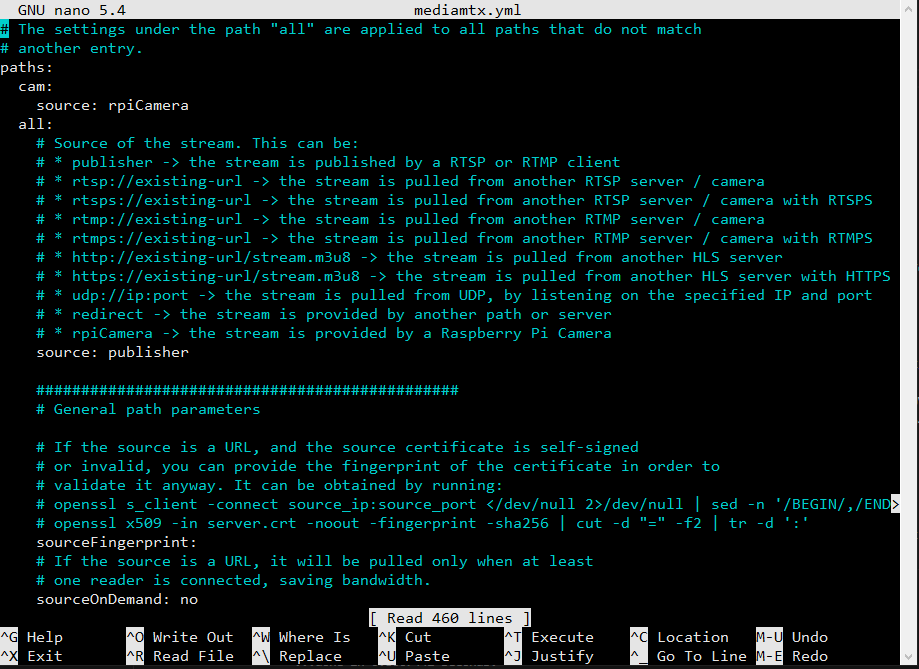 GNU nano 5.4 mediamtx.yml
# The settings under the path "all" are applied to all paths that do not match
# another entry.
paths:
  cam:
    source: rpiCamera
  all:
    # Source of the stream. This can be:
    # * publisher -> the stream is published by a RTSP or RTMP client
    # * rtsp://existing-url -> the stream is pulled from another RTSP server / camera
    # * rtsps://existing-url -> the stream is pulled from another RTSP server / camera with RTSPS
    # * rtmp://existing-url -> the stream is pulled from another RTMP server / camera
    # * rtmps://existing-url -> the stream is pulled from another RTMP server / camera with RTMPS
    # * http://existing-url/stream.m3u8 -> the stream is pulled from another HLS server
    # * https://existing-url/stream.m3u8 -> the stream is pulled from another HLS server with HTTPS
    # * udp://ip:port -> the stream is pulled from UDP, by listening on the specified IP and port
    # * redirect -> the stream is provided by another path or server
    # * rpiCamera -> the stream is provided by a Raspberry Pi Camera
    source: publisher
    ###############################################
    # General path parameters
    # If the source is a URL, and the source certificate is self-signed
    # or invalid, you can provide the fingerprint of the certificate in order to
    # validate it anyway. It can be obtained by running:
    # openssl s_client -connect source_ip:source_port </dev/null 2>/dev/null | sed -n '/BEGIN/,/END>
    # openssl x509 -in server.crt -noout -fingerprint -sha256 | cut -d "=" -f2 | tr -d ':'
    sourceFingerprint:
    # If the source is a URL, it will be pulled only when at least
    # one reader is connected, saving bandwidth.
    sourceOnDemand: no
[ Read 460 lines ]
^G Help ^O Write Out ^W Where Is ^K Cut ^T Execute ^C Location M-U Undo
^X Exit ^R Read File ^\ Replace ^U Paste ^J Justify ^_ Go To Line M-E Redo